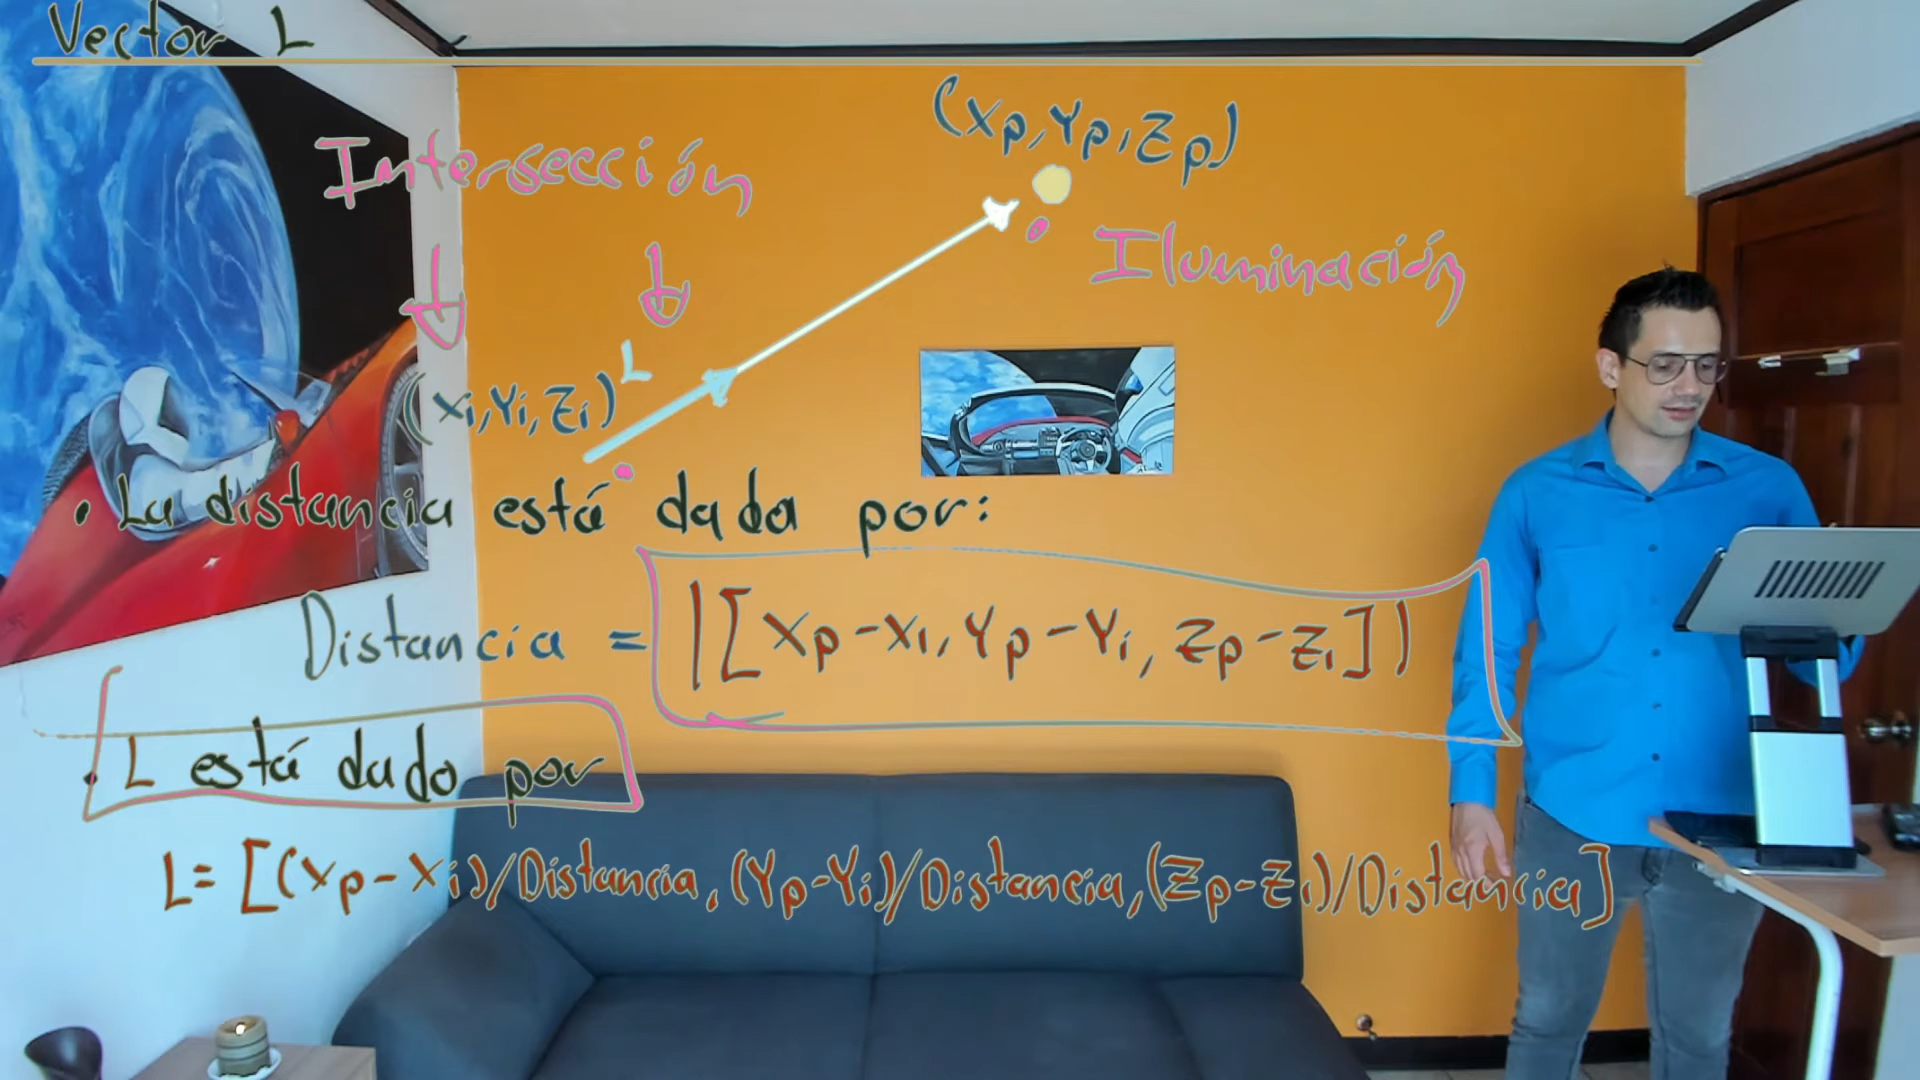 Vector L
(Xp, Yp, Zp)
Intersección
Iluminación
L
(xi, Yi, Zi)
• La distancia está dada por:
Distancia = |[Xp-Xi, Yp-Yi, Zp-Zi]|
• L está dado por
L= [(Xp-Xi)/Distancia, (Yp-Yi)/Distancia, (Zp-Zi)/Distancia]